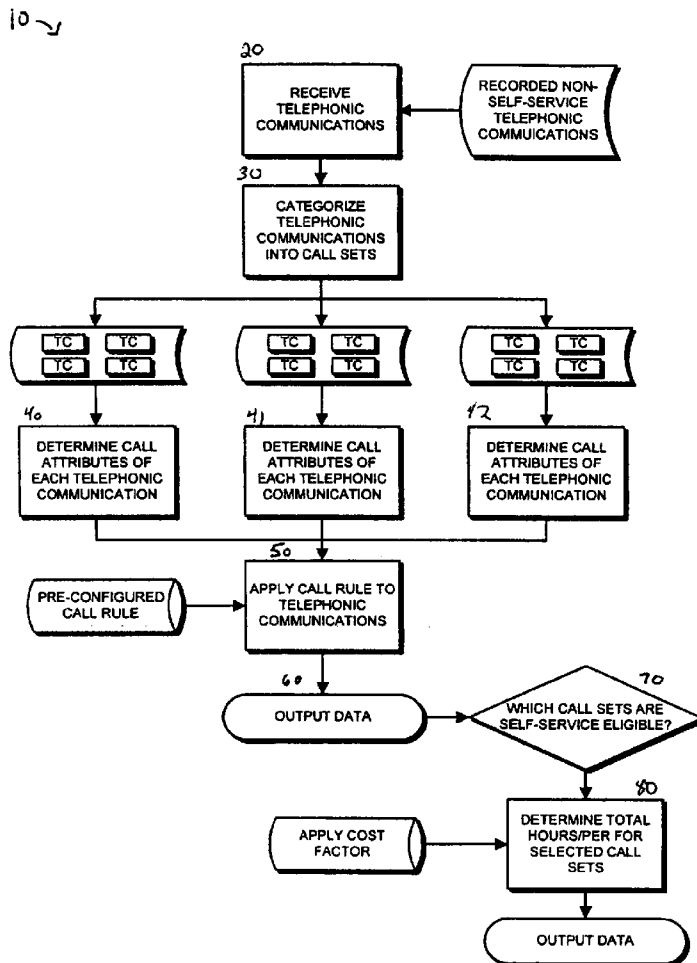 10
20
RECEIVE
TELEPHONIC
COMMUNICATIONS
RECORDED NON-
SELF-SERVICE
TELEPHONIC
COMMUICATIONS
30
CATEGORIZE
TELEPHONIC
COMMUNICATIONS
INTO CALL SETS
TC TC
TC TC
TC TC
TC TC
TC TC
TC TC
40
DETERMINE CALL
ATTRIBUTES OF
EACH TELEPHONIC
COMMUNICATION
41
DETERMINE CALL
ATTRIBUTES OF
EACH TELEPHONIC
COMMUNICATION
42
DETERMINE CALL
ATTRIBUTES OF
EACH TELEPHONIC
COMMUNICATION
50
PRE-CONFIGURED
CALL RULE
APPLY CALL RULE TO
TELEPHONIC
COMMUNICATIONS
60
OUTPUT DATA
70
WHICH CALL SETS ARE
SELF-SERVICE ELIGIBLE?
80
APPLY COST
FACTOR
DETERMINE TOTAL
HOURS/PER FOR
SELECTED CALL
SETS
OUTPUT DATA